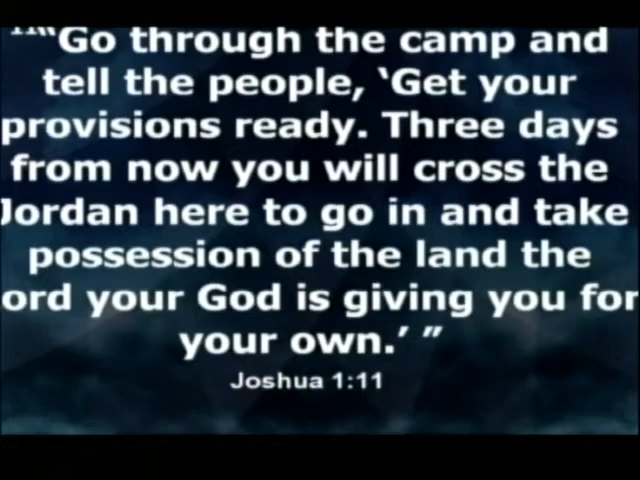 11“Go through the camp and
tell the people, ‘Get your
provisions ready. Three days
from now you will cross the
Jordan here to go in and take
possession of the land the
ord your God is giving you for
your own.’ ”
Joshua 1:11